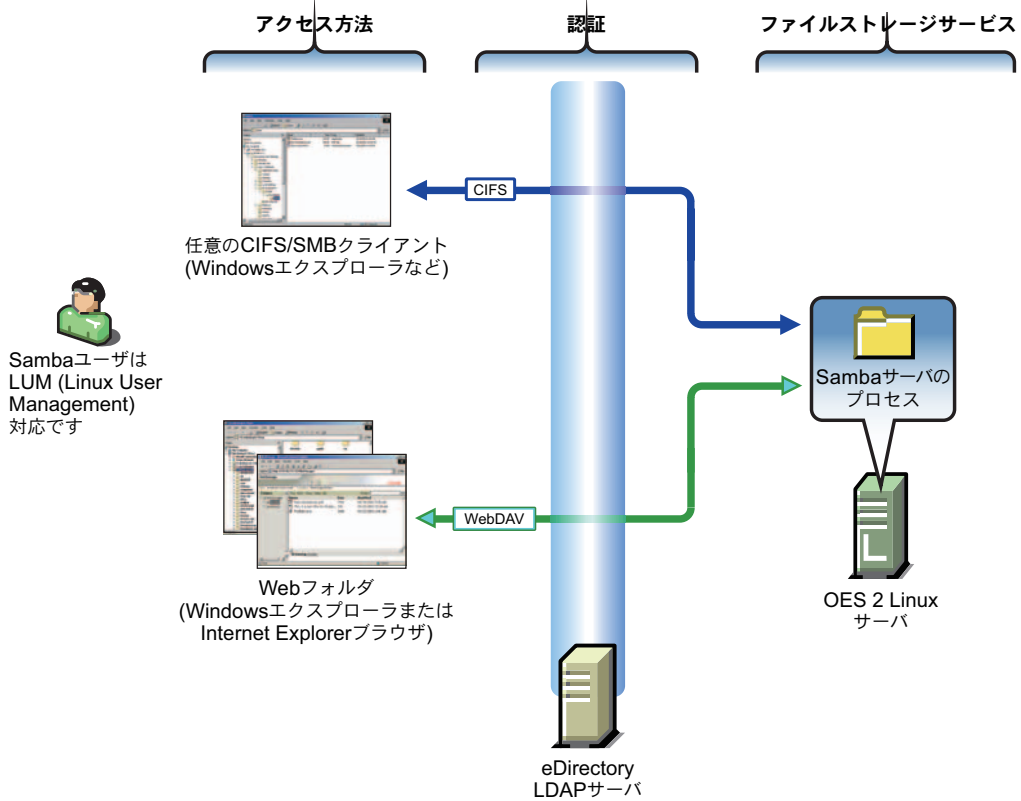 アクセス方法
認証
ファイルストレージサービス
CIFS
任意のCIFS/SMBクライアント
(Windowsエクスプローラなど)
Sambaユーザは
LUM (Linux User
Management)
対応です
Sambaサーバの
プロセス
WebDAV
Webフォルダ
(Windowsエクスプローラまたは
Internet Explorerブラウザ)
OES 2 Linux
サーバ
eDirectory
LDAPサーバ